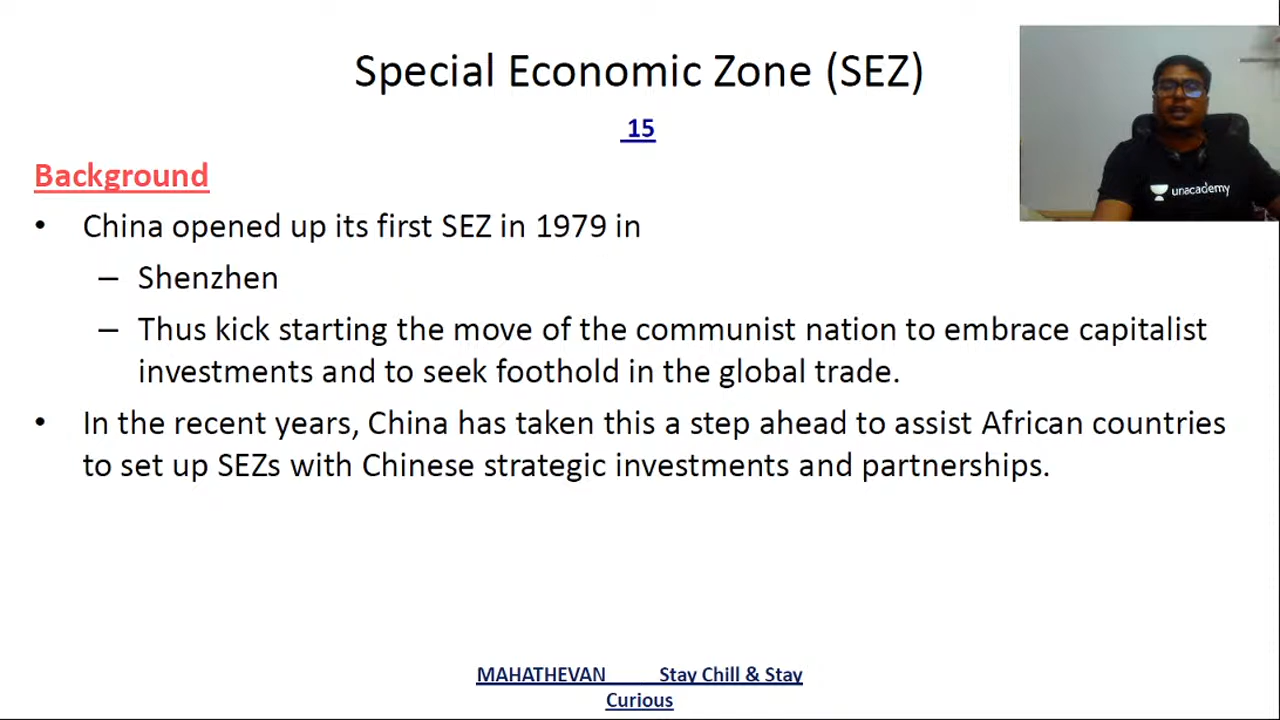 Special Economic Zone (SEZ)
15
unacademy
Background
• China opened up its first SEZ in 1979 in
– Shenzhen
– Thus kick starting the move of the communist nation to embrace capitalist
investments and to seek foothold in the global trade.
• In the recent years, China has taken this a step ahead to assist African countries
to set up SEZs with Chinese strategic investments and partnerships.
MAHATHEVAN Stay Chill & Stay
Curious